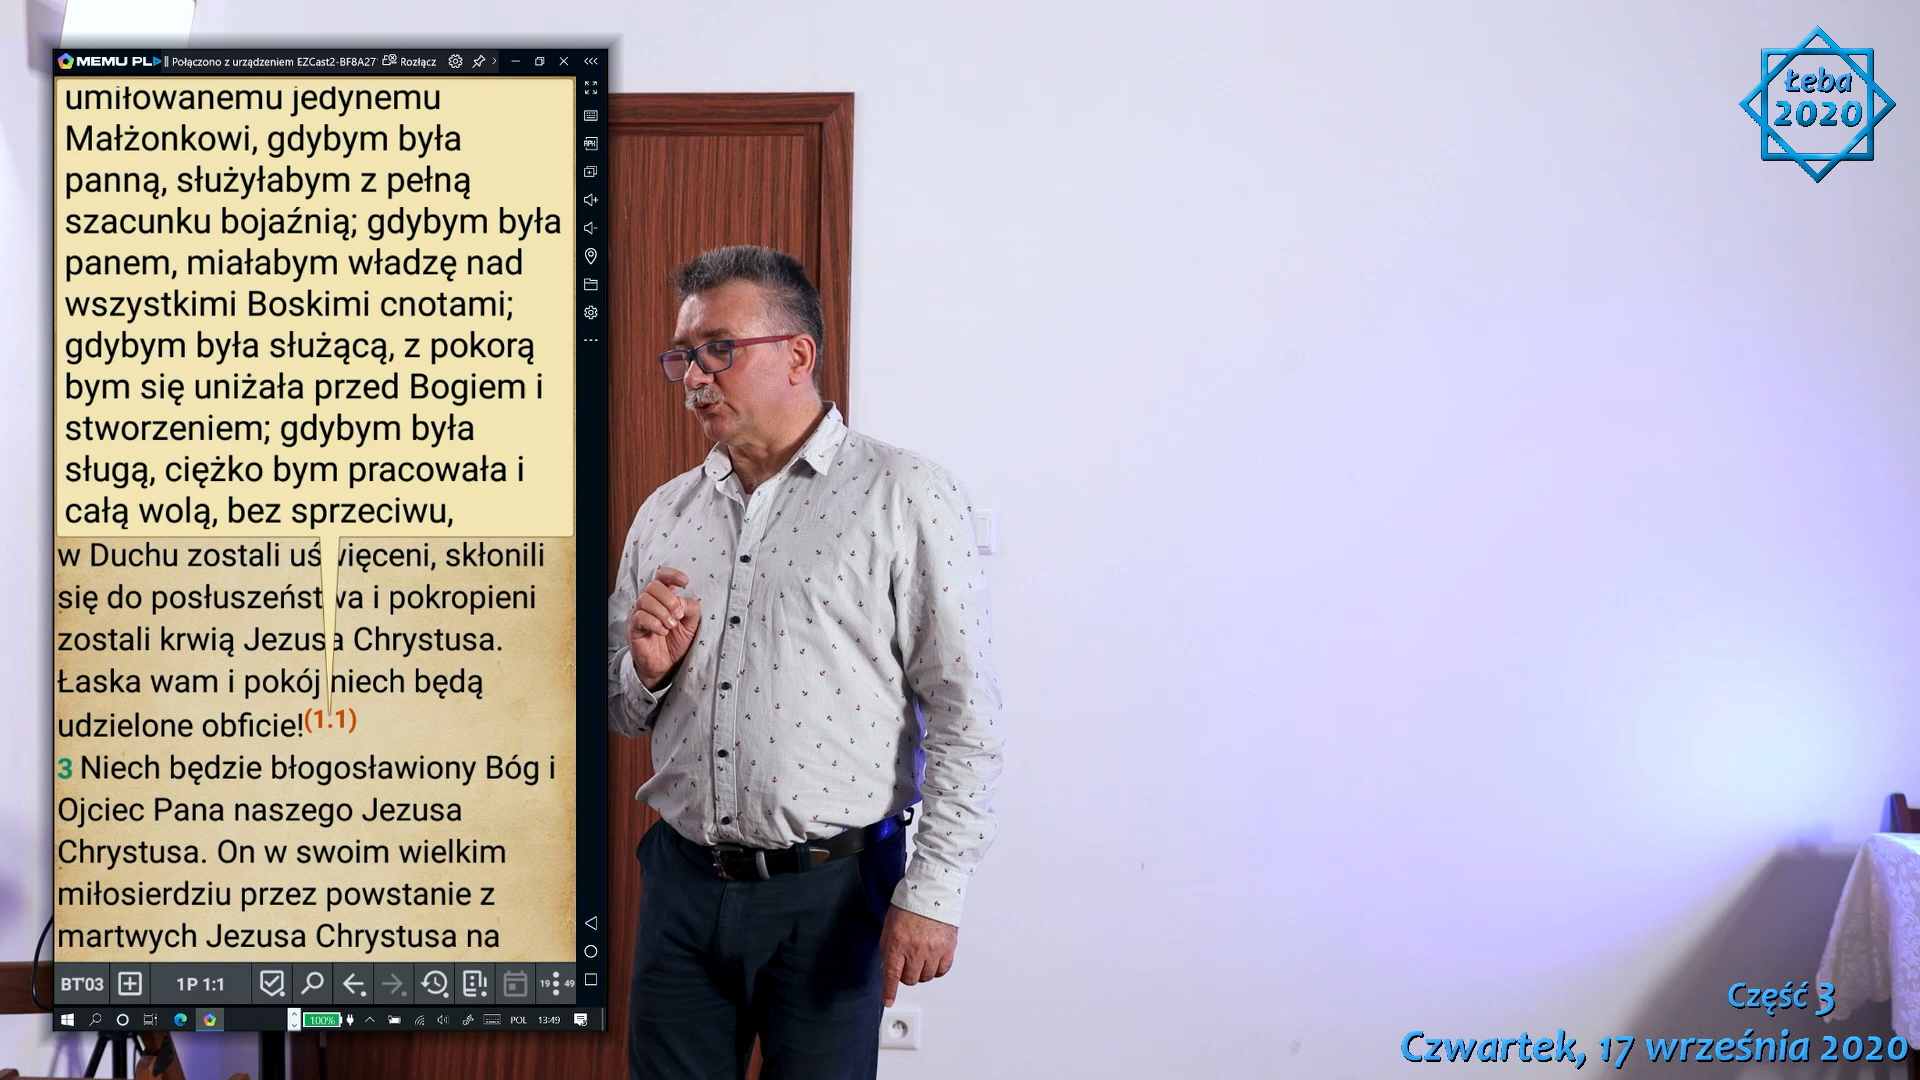 MEMU PL
Połączono z urządzeniem EZCast2-BF8A27
Rozłącz
umiłowanemu jedynemu
Małżonkowi, gdybym była
panną, służyłabym z pełną
szacunku bojaźnią; gdybym była
panem, miałabym władzę nad
wszystkimi Boskimi cnotami;
gdybym była służącą, z pokorą
bym się uniżała przed Bogiem i
stworzeniem; gdybym była
sługą, ciężko bym pracowała i
całą wolą, bez sprzeciwu,
w Duchu zostali uświęceni, skłonili
się do posłuszeństwa i pokropieni
zostali krwią Jezusa Chrystusa.
Łaska wam i pokój niech będą
udzielone obficie!(1.1)
3 Niech będzie błogosławiony Bóg i
Ojciec Pana naszego Jezusa
Chrystusa. On w swoim wielkim
miłosierdziu przez powstanie z
martwych Jezusa Chrystusa na
BT'03
1P 1:1
19 49
100%
POL
13:49
Łeba
2020
Część 3
Czwartek, 17 września 2020